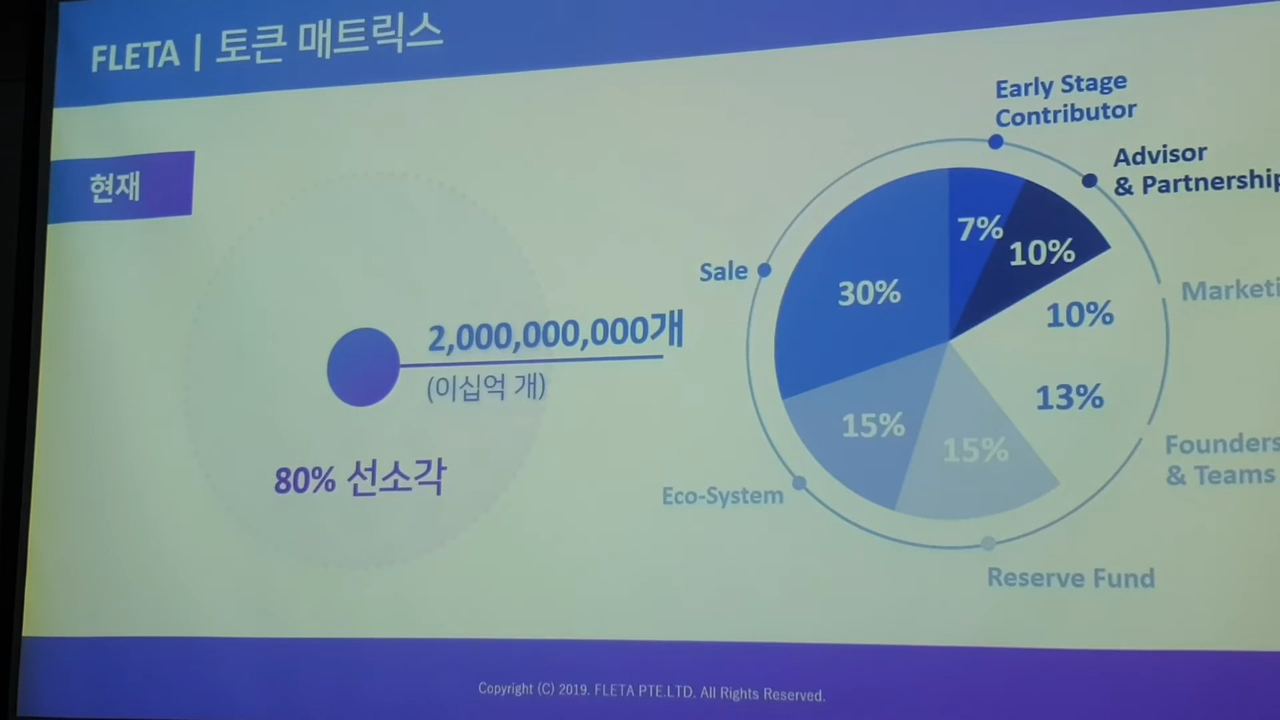 FLETA | 토큰 매트릭스
현재
2,000,000,000개
(이십억 개)
80% 선소각
Early Stage
Contributor
Advisor
& Partnership
Marketi
Founders
& Teams
Reserve Fund
Eco-System
Sale
7%
10%
10%
13%
15%
15%
30%
Copyright (C) 2019. FLETA PTE.LTD. All Rights Reserved.